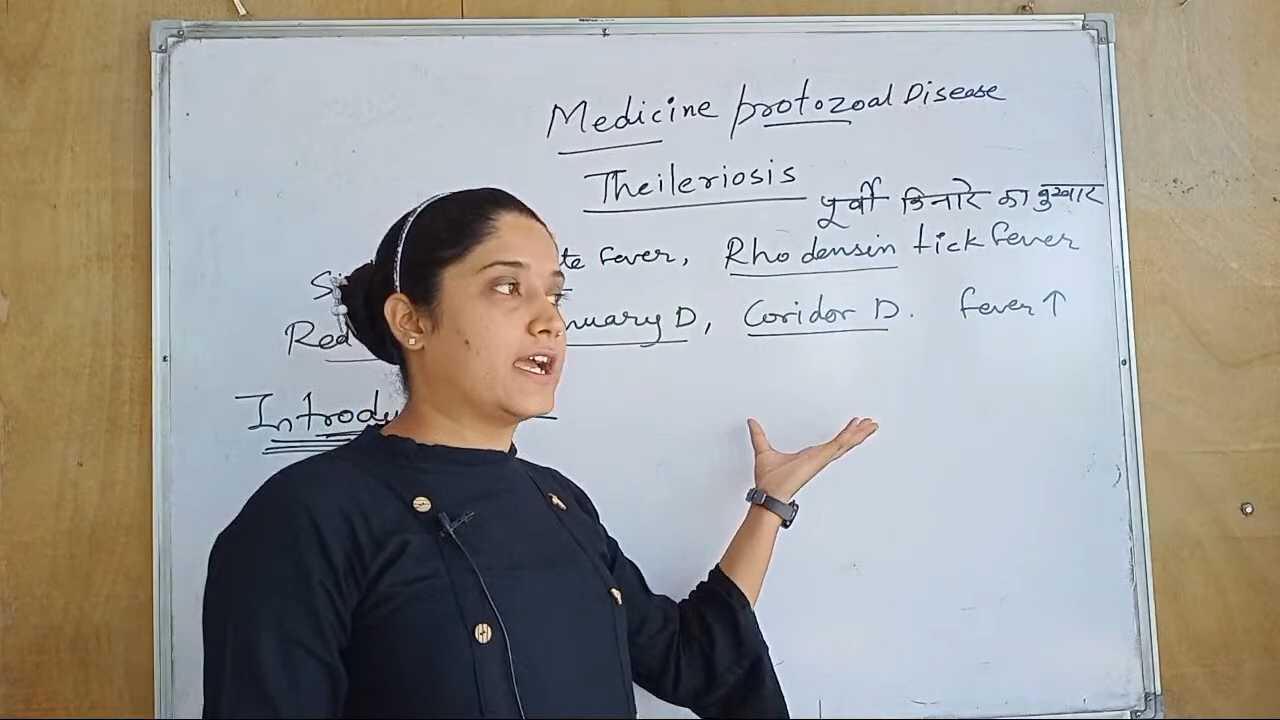 Medicine protozoal Disease
Theileriosis पूर्वी किनारे का बुखार
fever, Rhodensin tick fever
Red D, Coridor D. fever ↑